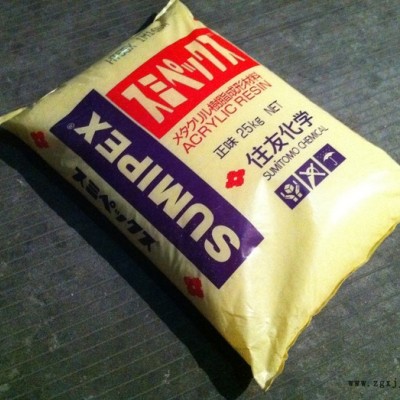 スミペックス
メタクリル樹脂成形材料
ACRYLIC RESIN
正味 25kg NET
住友化学
SUMITOMO CHEMICAL
SUMIPEX®
スミペックス